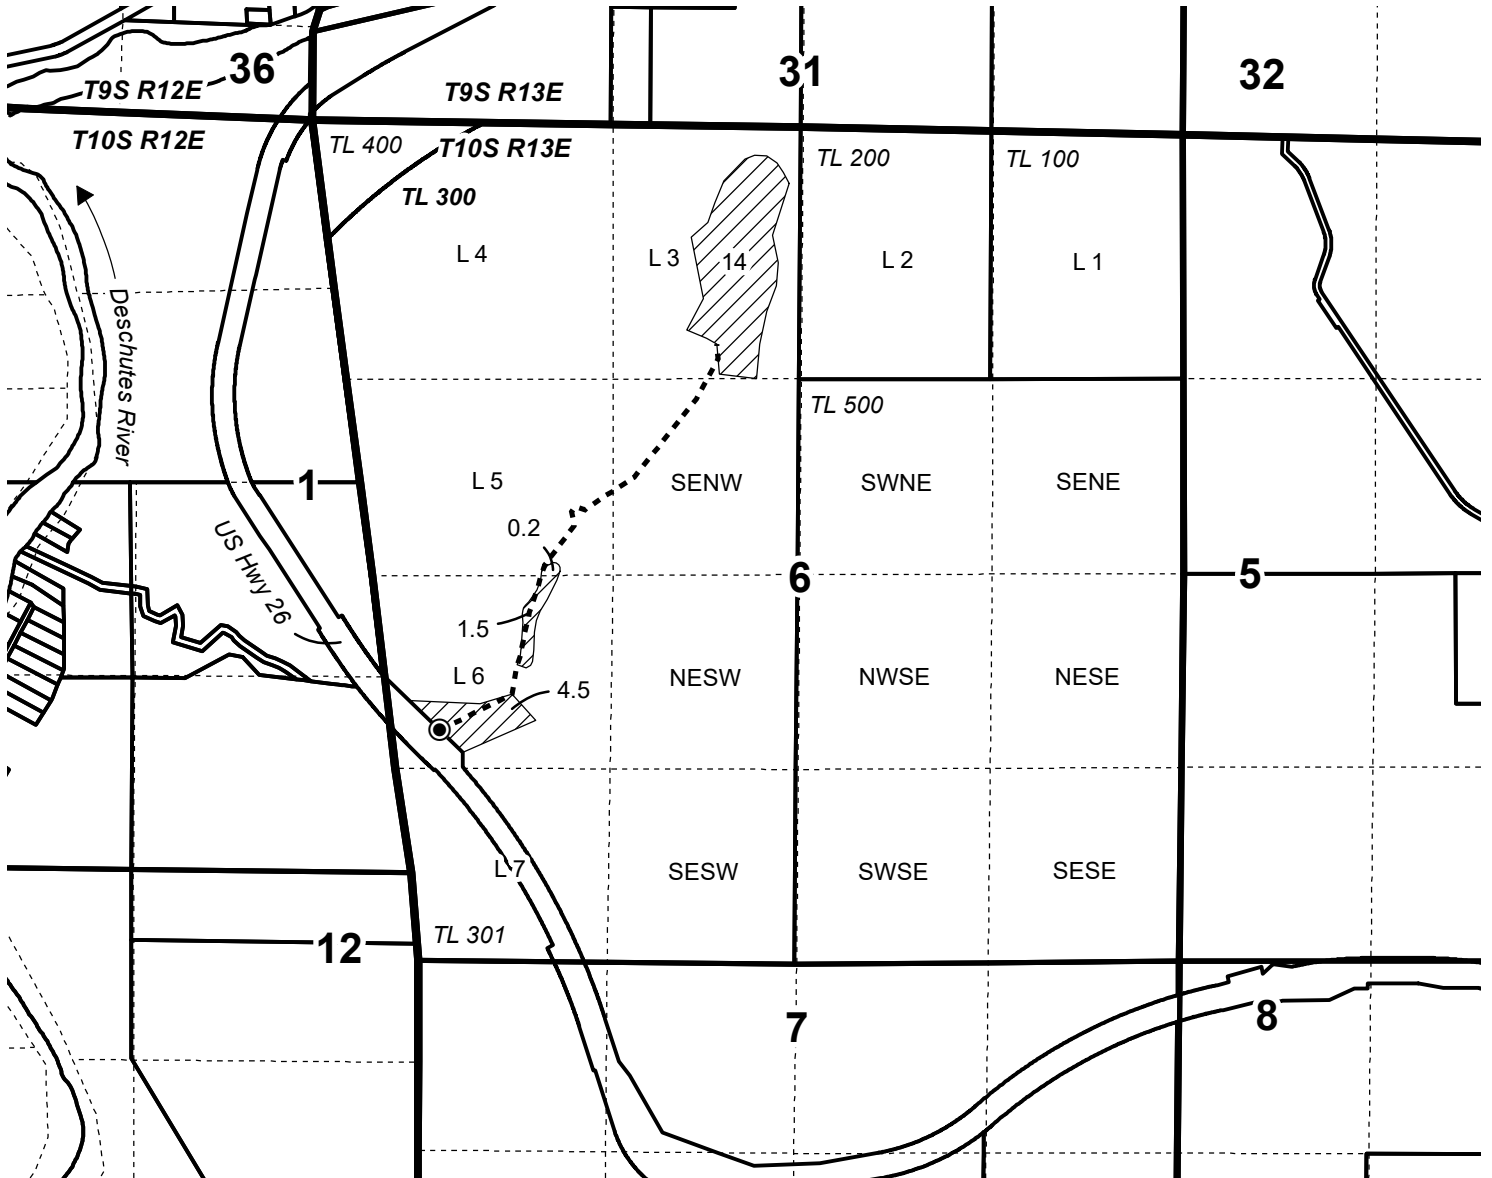 36
31
32
T9S R12E
T9S R13E
T10S R12E
TL 400
T10S R13E
TL 200
TL 100
TL 300
L 4
L 3
14
L 2
L 1
Deschutes River
TL 500
1
L 5
SENW
SWNE
SENE
0.2
US Hwy 26
6
5
1.5
L 6
4.5
NESW
NWSE
NESE
L 7
SESW
SWSE
SESE
12
TL 301
7
8